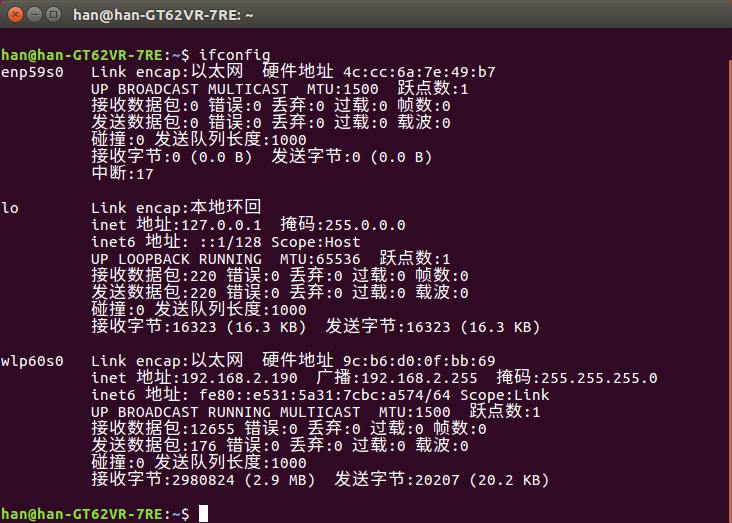 han@han-GT62VR-7RE: ~
han@han-GT62VR-7RE:~$ ifconfig
enp59s0   Link encap:以太网  硬件地址 4c:cc:6a:7e:49:b7
          UP BROADCAST MULTICAST  MTU:1500  跃点数:1
          接收数据包:0 错误:0 丢弃:0 过载:0 帧数:0
          发送数据包:0 错误:0 丢弃:0 过载:0 载波:0
          碰撞:0 发送队列长度:1000
          接收字节:0 (0.0 B)  发送字节:0 (0.0 B)
          中断:17
lo        Link encap:本地环回
          inet 地址:127.0.0.1  掩码:255.0.0.0
          inet6 地址: ::1/128 Scope:Host
          UP LOOPBACK RUNNING  MTU:65536  跃点数:1
          接收数据包:220 错误:0 丢弃:0 过载:0 帧数:0
          发送数据包:220 错误:0 丢弃:0 过载:0 载波:0
          碰撞:0 发送队列长度:1000
          接收字节:16323 (16.3 KB)  发送字节:16323 (16.3 KB)
wlp60s0   Link encap:以太网  硬件地址 9c:b6:d0:0f:bb:69
          inet 地址:192.168.2.190  广播:192.168.2.255  掩码:255.255.255.0
          inet6 地址: fe80::e531:5a31:7cbc:a574/64 Scope:Link
          UP BROADCAST RUNNING MULTICAST  MTU:1500  跃点数:1
          接收数据包:12655 错误:0 丢弃:0 过载:0 帧数:0
          发送数据包:176 错误:0 丢弃:0 过载:0 载波:0
          碰撞:0 发送队列长度:1000
          接收字节:2980824 (2.9 MB)  发送字节:20207 (20.2 KB)
han@han-GT62VR-7RE:~$